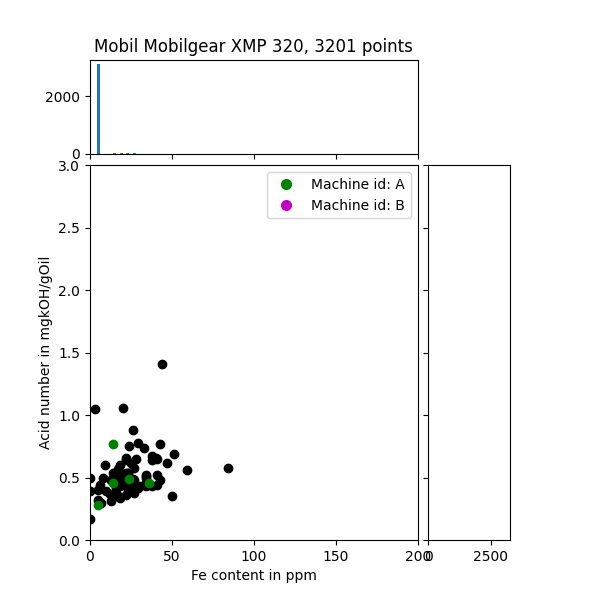 Mobil Mobilgear XMP 320, 3201 points
2000
0
3.0
2.5
2.0
1.5
1.0
0.5
0.0
Acid number in mgkOH/gOil
Machine id: A
Machine id: B
0 50 100 150 200 0 2500
Fe content in ppm